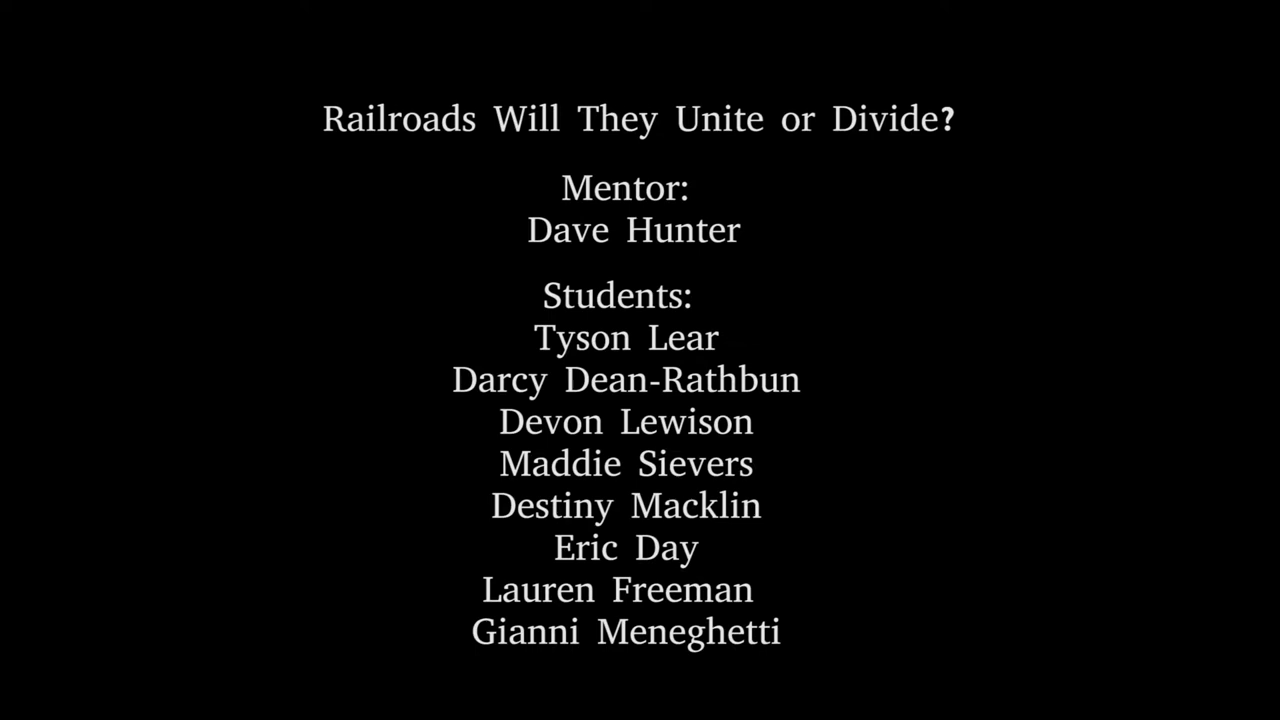 Railroads Will They Unite or Divide?
Mentor:
Dave Hunter
Students:
Tyson Lear
Darcy Dean-Rathbun
Devon Lewison
Maddie Sievers
Destiny Macklin
Eric Day
Lauren Freeman
Gianni Meneghetti